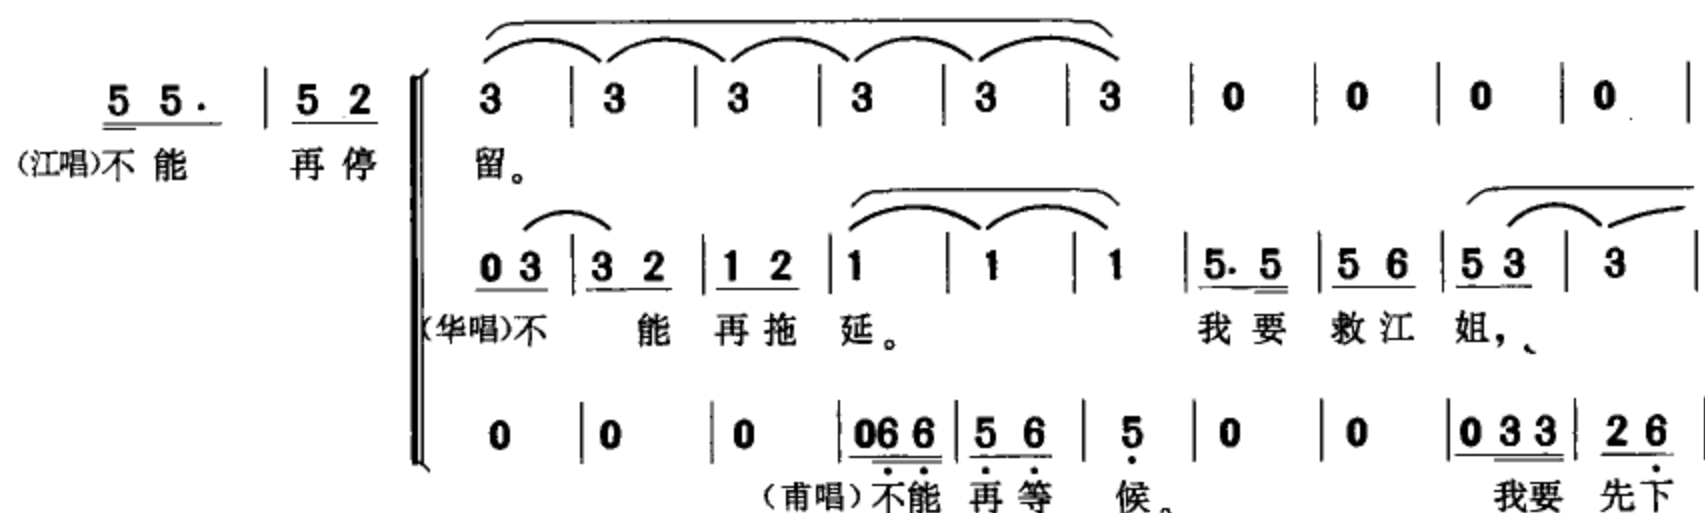 5 5· | 5 2 3 | 3 | 3 | 3 | 3 | 3 | 0 | 0 | 0 | 0 |
(江唱)不能 再停 留。
0 3 | 3 2 | 1 2 | 1 | 1 | 1 | 5· 5 | 5 6 | 5 3 | 3 |
(华唱)不 能 再拖 延。 我要 救江 姐,、
0 | 0 | 0 | 0 6 6 | 5 6 | 5 | 0 | 0 | 0 3 3 | 2 6
(甫唱)不能 再等 候。 我要 先下